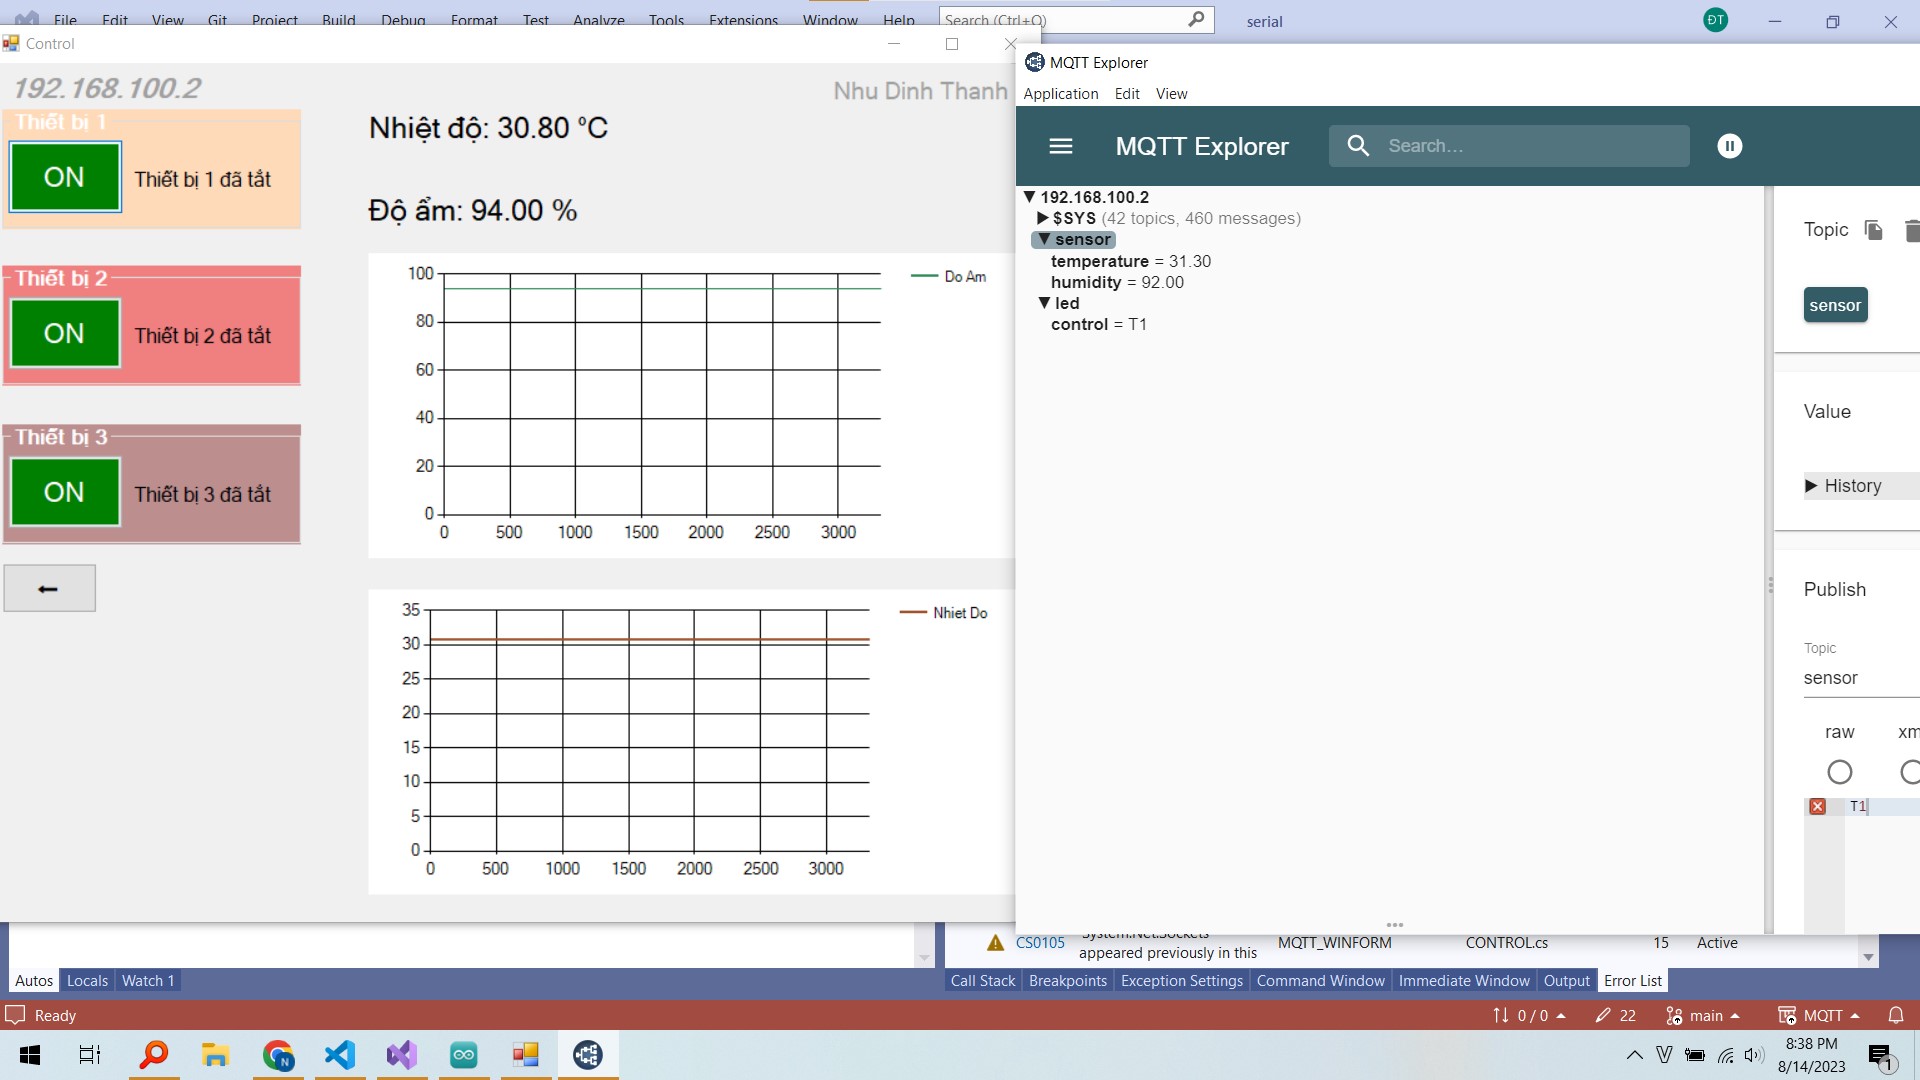 File Edit View Git Project Build Debug Format Test Analyze Tools Extensions Window Help Search (Ctrl+Q) serial ĐT
Control
192.168.100.2
Nhu Dinh Thanh
Thiết bị 1
ON
Thiết bị 1 đã tắt
Thiết bị 2
ON
Thiết bị 2 đã tắt
Thiết bị 3
ON
Thiết bị 3 đã tắt
←
Nhiệt độ: 30.80 °C
Độ ẩm: 94.00 %
100
80
60
40
20
0
0 500 1000 1500 2000 2500 3000
Do Am
35
30
25
20
15
10
5
0
0 500 1000 1500 2000 2500 3000
Nhiet Do
MQTT Explorer
Application Edit View
MQTT Explorer
Search...
192.168.100.2
$SYS (42 topics, 460 messages)
sensor
temperature = 31.30
humidity = 92.00
led
control = T1
Topic
sensor
Value
History
Publish
Topic
sensor
raw
T1
System.Net.Sockets
CS0105
appeared previously in this
MQTT_WINFORM CONTROL.cs 15 Active
Autos Locals Watch 1
Call Stack Breakpoints Exception Settings Command Window Immediate Window Output Error List
Ready
0 / 0 22 main MQTT
8:38 PM
8/14/2023
1